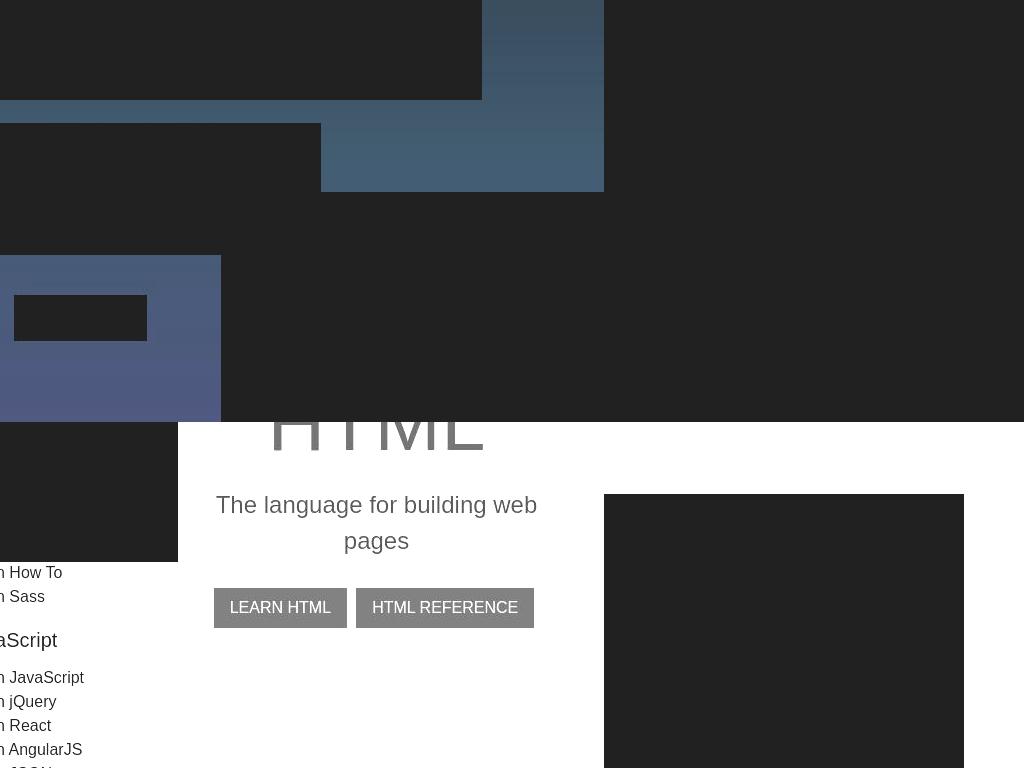 HTML
The language for building web
pages
LEARN HTML
HTML REFERENCE
How To
Sass
aScript
JavaScript
jQuery
React
AngularJS